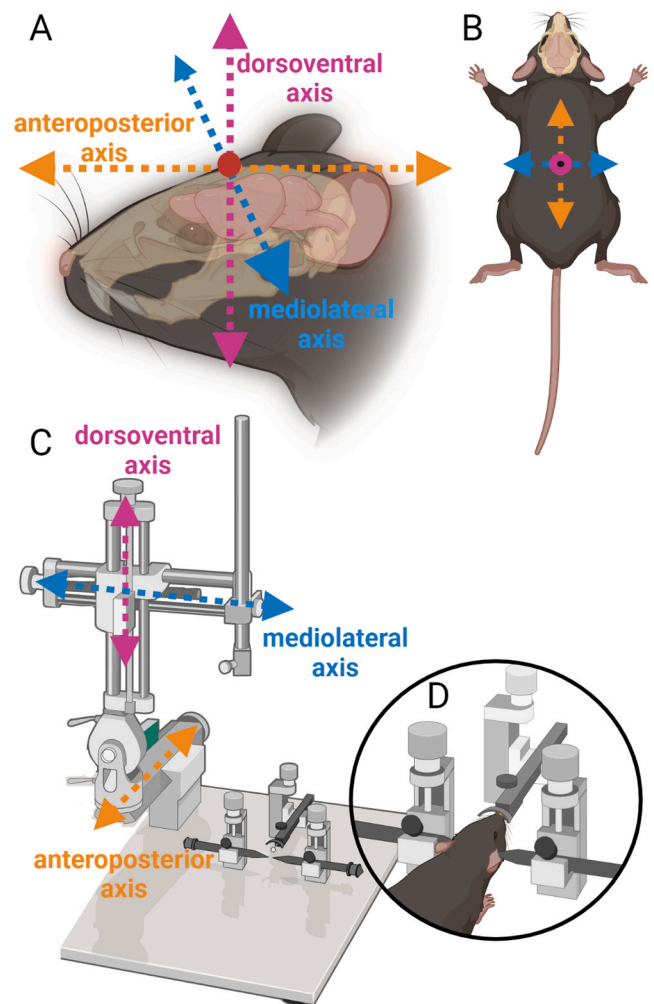 A
dorsoventral
axis
anteroposterior
axis
mediolateral
axis
B
C
dorsoventral
axis
mediolateral
axis
anteroposterior
axis
D